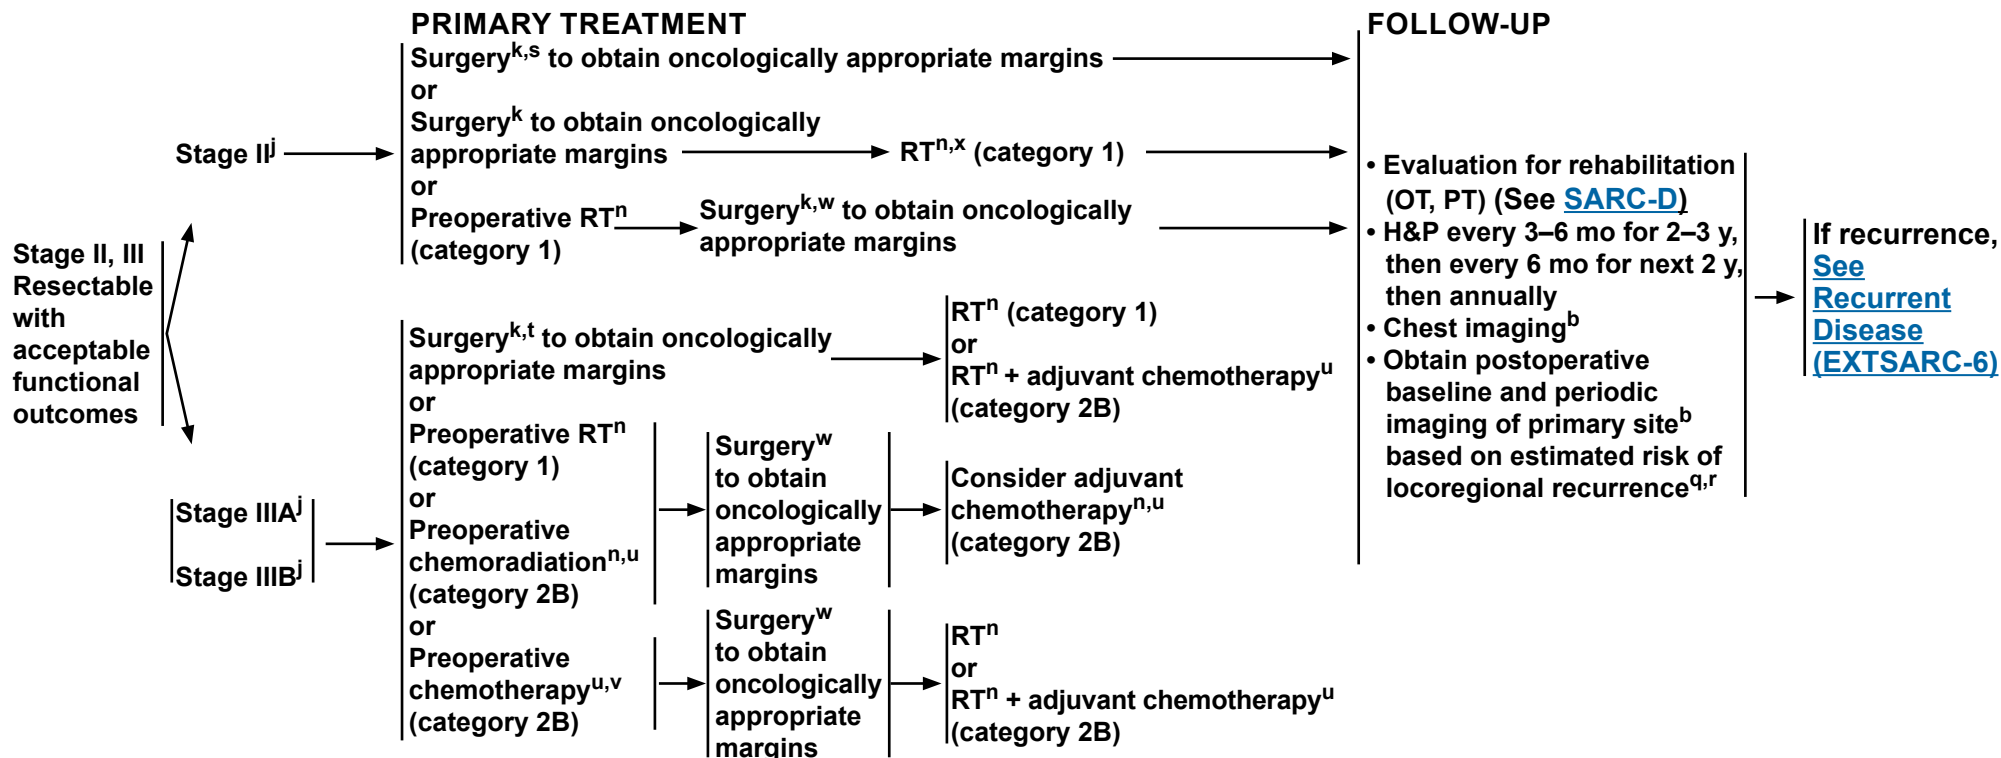 PRIMARY TREATMENT
Surgeryk,s to obtain oncologically appropriate margins
or
Surgeryk to obtain oncologically
appropriate margins
RTn,x (category 1)
or
Preoperative RTn
(category 1)
Surgeryk,w to obtain oncologically
appropriate margins
Stage IIj
Stage II, III
Resectable
with
acceptable
functional
outcomes
Stage IIIAj
Stage IIIBj
Surgeryk,t to obtain oncologically
appropriate margins
RTn (category 1)
or
RTn + adjuvant chemotherapyu
(category 2B)
or
Preoperative RTn
(category 1)
or
Preoperative
chemoradiationn,u
(category 2B)
Surgeryw
to obtain
oncologically
appropriate
margins
Consider adjuvant
chemotherapyn,u
(category 2B)
or
Preoperative
chemotherapyu,v
(category 2B)
Surgeryw
to obtain
oncologically
appropriate
margins
RTn
or
RTn + adjuvant chemotherapyu
(category 2B)
FOLLOW-UP
• Evaluation for rehabilitation
(OT, PT) (See SARC-D)
• H&P every 3–6 mo for 2–3 y,
then every 6 mo for next 2 y,
then annually
• Chest imagingb
• Obtain postoperative
baseline and periodic
imaging of primary siteb
based on estimated risk of
locoregional recurrenceq,r
If recurrence,
See
Recurrent
Disease
(EXTSARC-6)